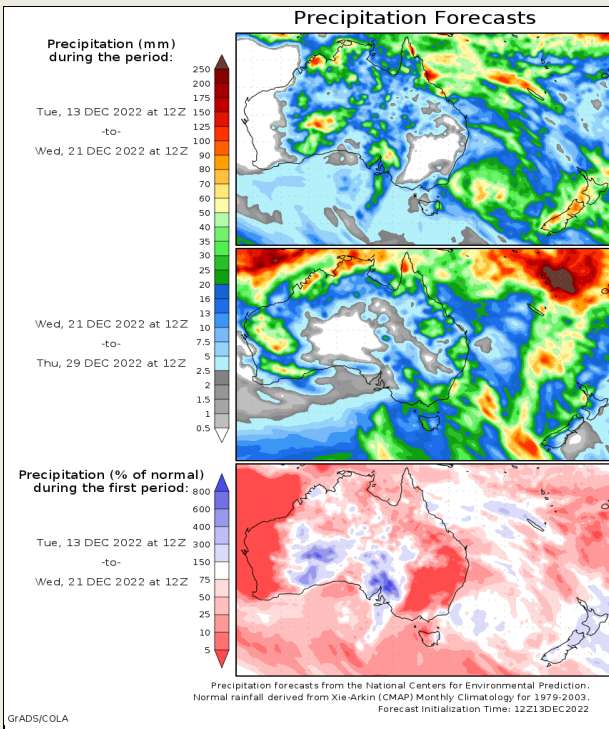 Precipitation Forecasts
Precipitation (mm)
during the period:
Tue, 13 DEC 2022 at 12Z
-to-
Wed, 21 DEC 2022 at 12Z
250
200
175
150
125
100
90
80
70
60
50
40
35
30
25
20
16
13
10
7.5
5
2.5
2
1.5
1
0.5
Wed, 21 DEC 2022 at 12Z
-to-
Thu, 29 DEC 2022 at 12Z
Precipitation (% of normal)
during the first period:
Tue, 13 DEC 2022 at 12Z
-to-
Wed, 21 DEC 2022 at 12Z
800
600
400
300
150
75
50
25
10
5
Precipitation forecasts from the National Centers for Environmental Prediction.
Normal rainfall derived from Xie-Arkin (CMAP) Monthly Climatology for 1979-2003.
Forecast Initialization Time: 12Z13DEC2022
GrADS/COLA